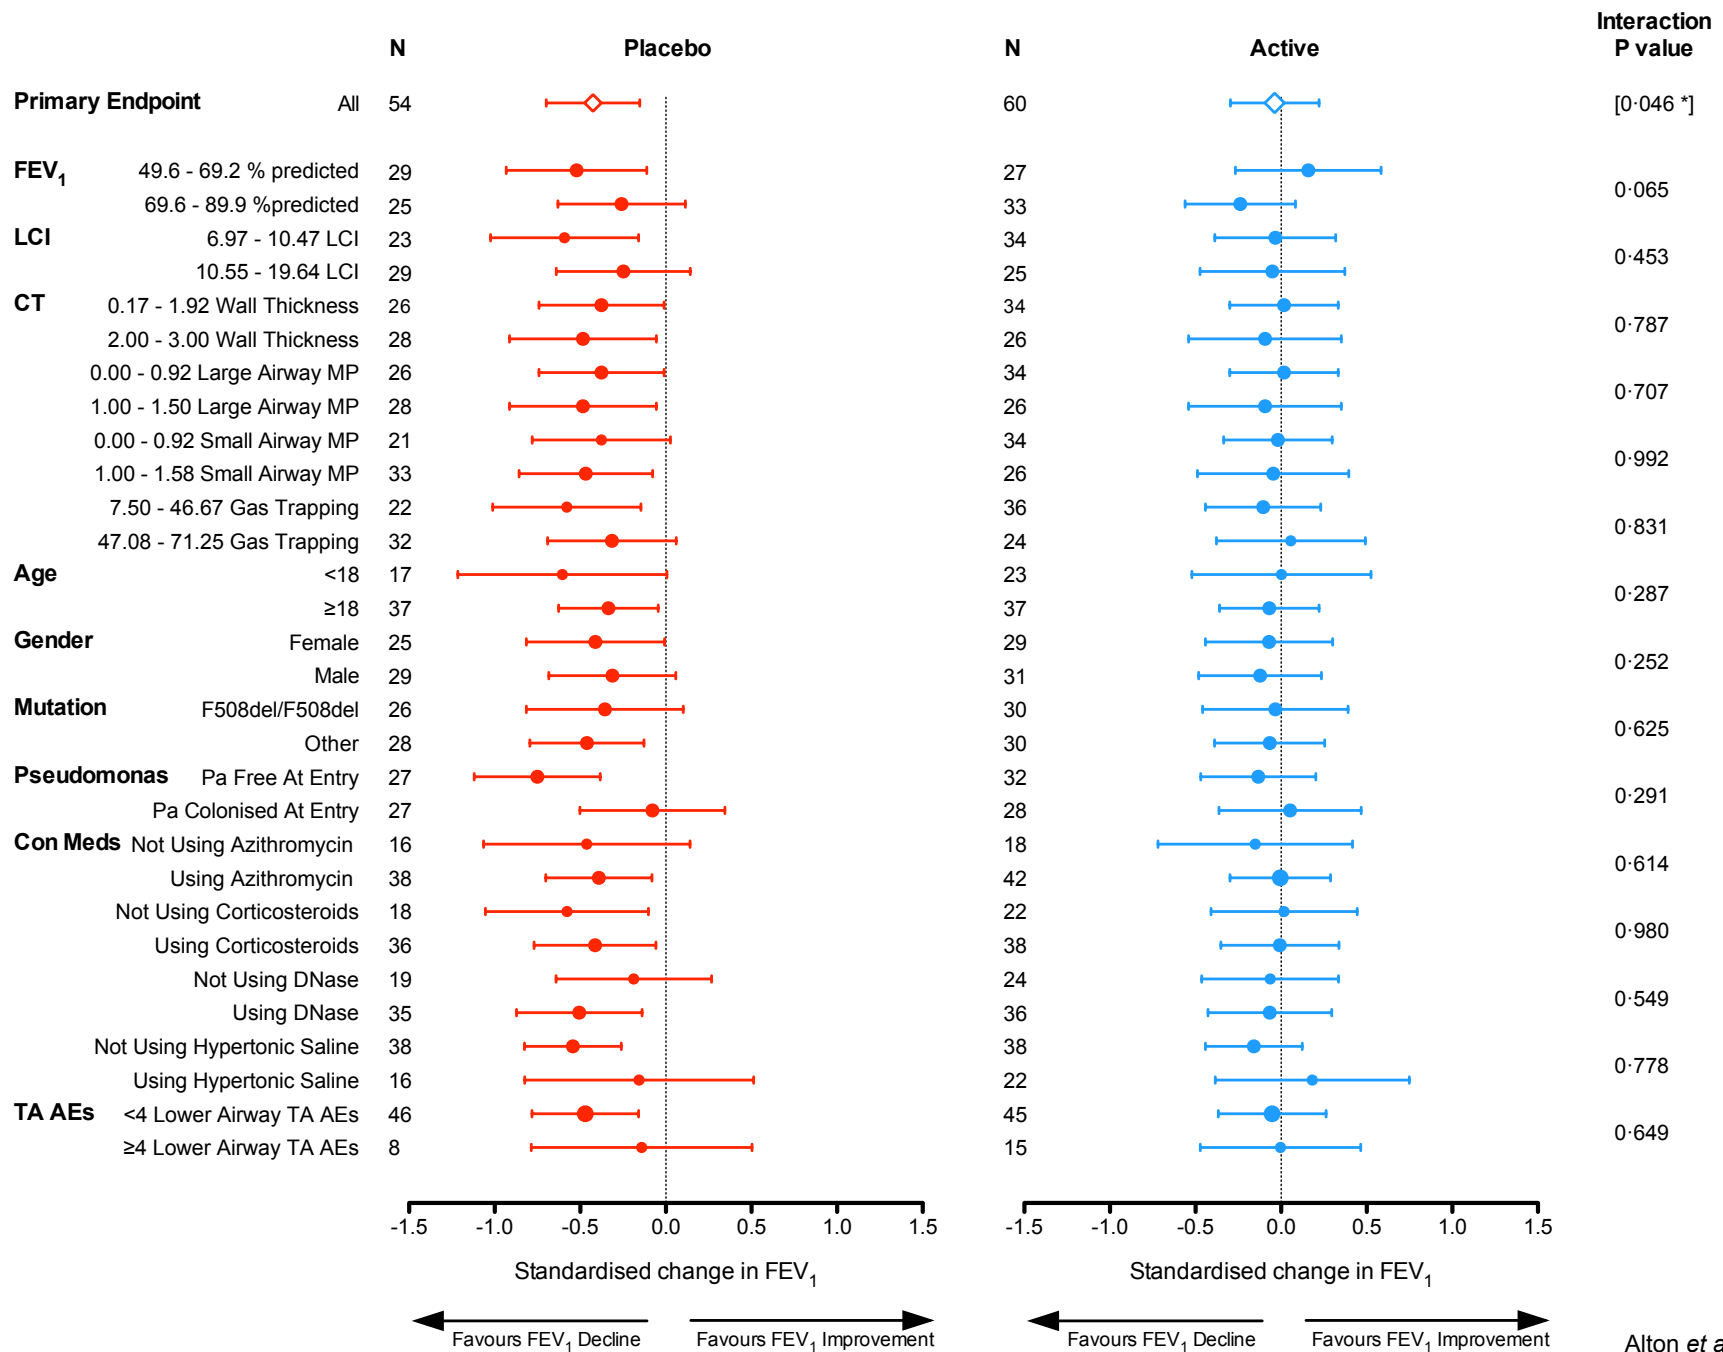 Interaction
N Placebo N Active P value
Primary Endpoint All 54 60 [0·046 *]
FEV1 49.6 - 69.2 % predicted 29 27
0·065
69.6 - 89.9 %predicted 25 33
LCI 6.97 - 10.47 LCI 23 34
0·453
10.55 - 19.64 LCI 29 25
CT 0.17 - 1.92 Wall Thickness 26 34
0·787
2.00 - 3.00 Wall Thickness 28 26
0.00 - 0.92 Large Airway MP 26 34
0·707
1.00 - 1.50 Large Airway MP 28 26
0.00 - 0.92 Small Airway MP 21 34
0·992
1.00 - 1.58 Small Airway MP 33 26
7.50 - 46.67 Gas Trapping 22 36
0·831
47.08 - 71.25 Gas Trapping 32 24
Age <18 17 23
0·287
≥18 37 37
Gender Female 25 29
0·252
Male 29 31
Mutation F508del/F508del 26 30
0·625
Other 28 30
Pseudomonas Pa Free At Entry 27 32
0·291
Pa Colonised At Entry 27 28
Con Meds Not Using Azithromycin 16 18
0·614
Using Azithromycin 38 42
Not Using Corticosteroids 18 22
0·980
Using Corticosteroids 36 38
Not Using DNase 19 24
0·549
Using DNase 35 36
Not Using Hypertonic Saline 38 38
0·778
Using Hypertonic Saline 16 22
TA AEs <4 Lower Airway TA AEs 46 45
0·649
≥4 Lower Airway TA AEs 8 15
-1.5 -1.0 -0.5 0.0 0.5 1.0 1.5 -1.5 -1.0 -0.5 0.0 0.5 1.0 1.5
Standardised change in FEV1 Standardised change in FEV1
Favours FEV1 Decline Favours FEV1 Improvement Favours FEV1 Decline Favours FEV1 Improvement Alton et a